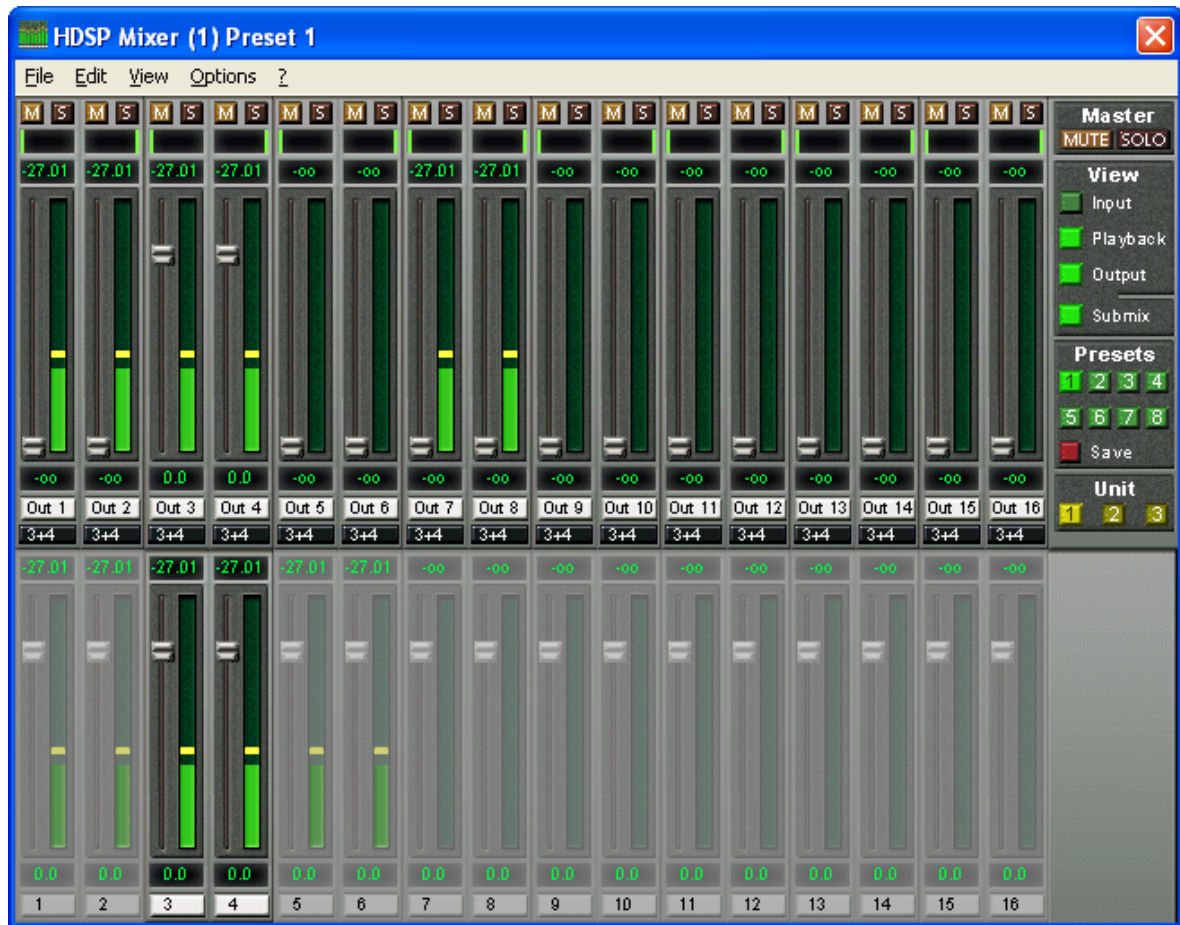 HDSP Mixer (1) Preset 1
File Edit View Options ?
M S M S M S M S M S M S M S M S M S M S M S M S M S M S M S M S
-27.01 -27.01 -27.01 -27.01 -oo -oo -27.01 -27.01 -oo -oo -oo -oo -oo -oo -oo -oo
-oo -oo 0.0 0.0 -oo -oo -oo -oo -oo -oo -oo -oo -oo -oo -oo -oo
Out 1 Out 2 Out 3 Out 4 Out 5 Out 6 Out 7 Out 8 Out 9 Out 10 Out 11 Out 12 Out 13 Out 14 Out 15 Out 16
3+4 3+4 3+4 3+4 3+4 3+4 3+4 3+4 3+4 3+4 3+4 3+4 3+4 3+4 3+4 3+4
-27.01 -27.01 -27.01 -27.01 -27.01 -27.01 -oo -oo -oo -oo -oo -oo -oo -oo -oo -oo
0.0 0.0 0.0 0.0 0.0 0.0 0.0 0.0 0.0 0.0 0.0 0.0 0.0 0.0 0.0 0.0
1 2 3 4 5 6 7 8 9 10 11 12 13 14 15 16
Master
MUTE SOLO
View
Input
Playback
Output
Submix
Presets
1 2 3 4
5 6 7 8
Save
Unit
1 2 3